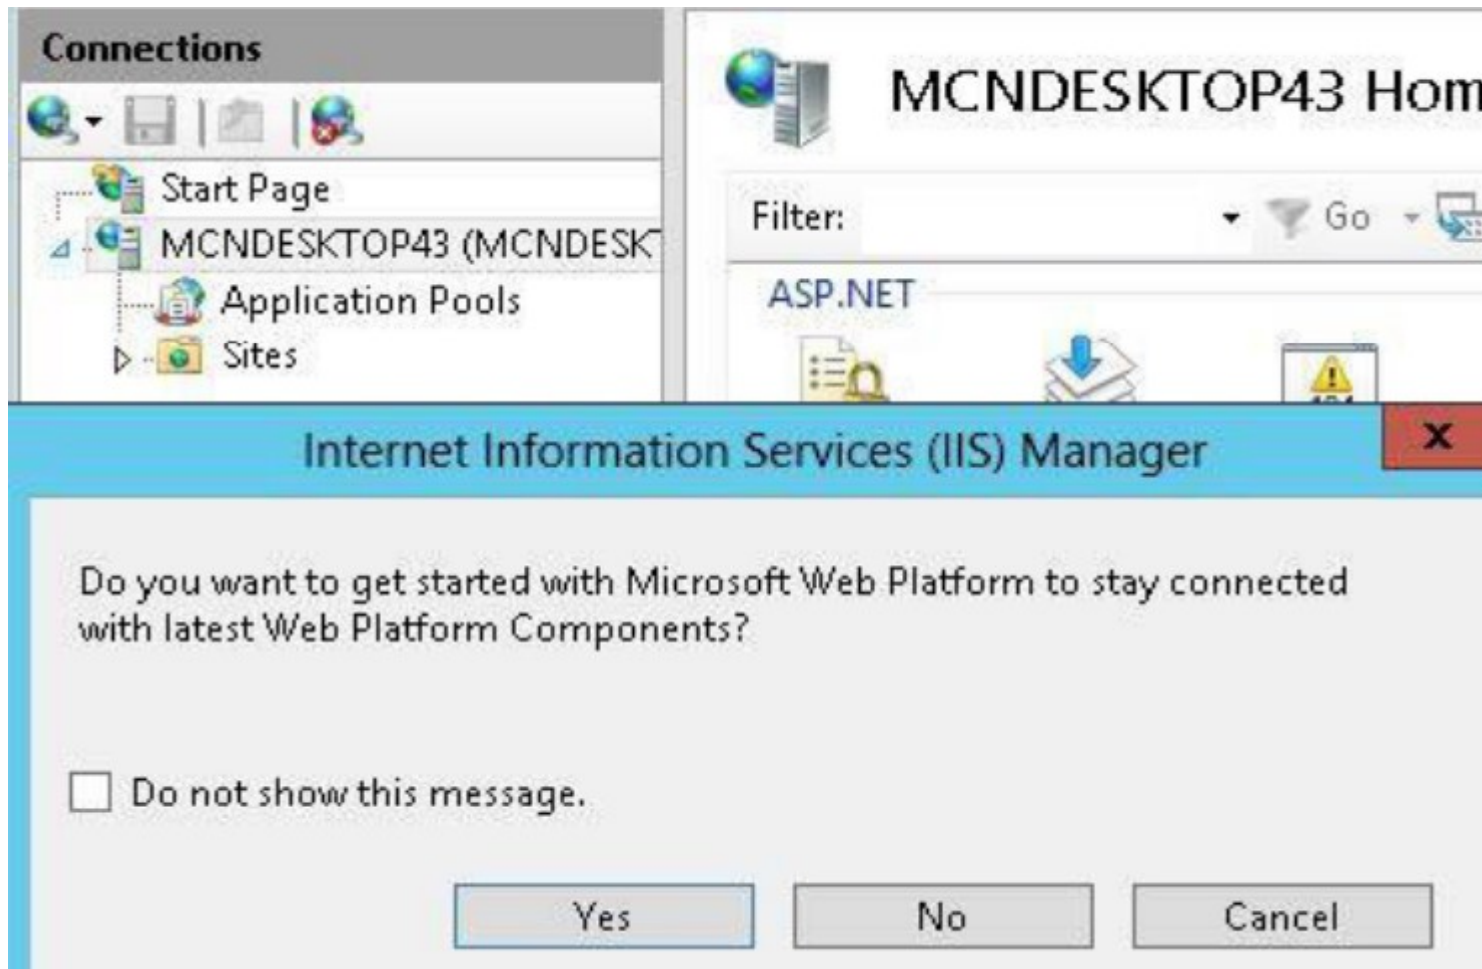 Connections
MCNDESKTOP43 Hom
Start Page
MCNDESKTOP43 (MCNDESKT
Application Pools
Sites
Filter:
Go
ASP.NET
Internet Information Services (IIS) Manager
Do you want to get started with Microsoft Web Platform to stay connected
with latest Web Platform Components?
Do not show this message.
Yes
No
Cancel